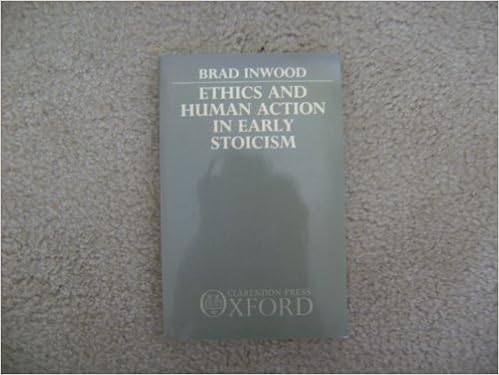 BRAD INWOOD
ETHICS AND
HUMAN ACTION
IN EARLY
STOICISM
CLARENDON PRESS
OXFORD